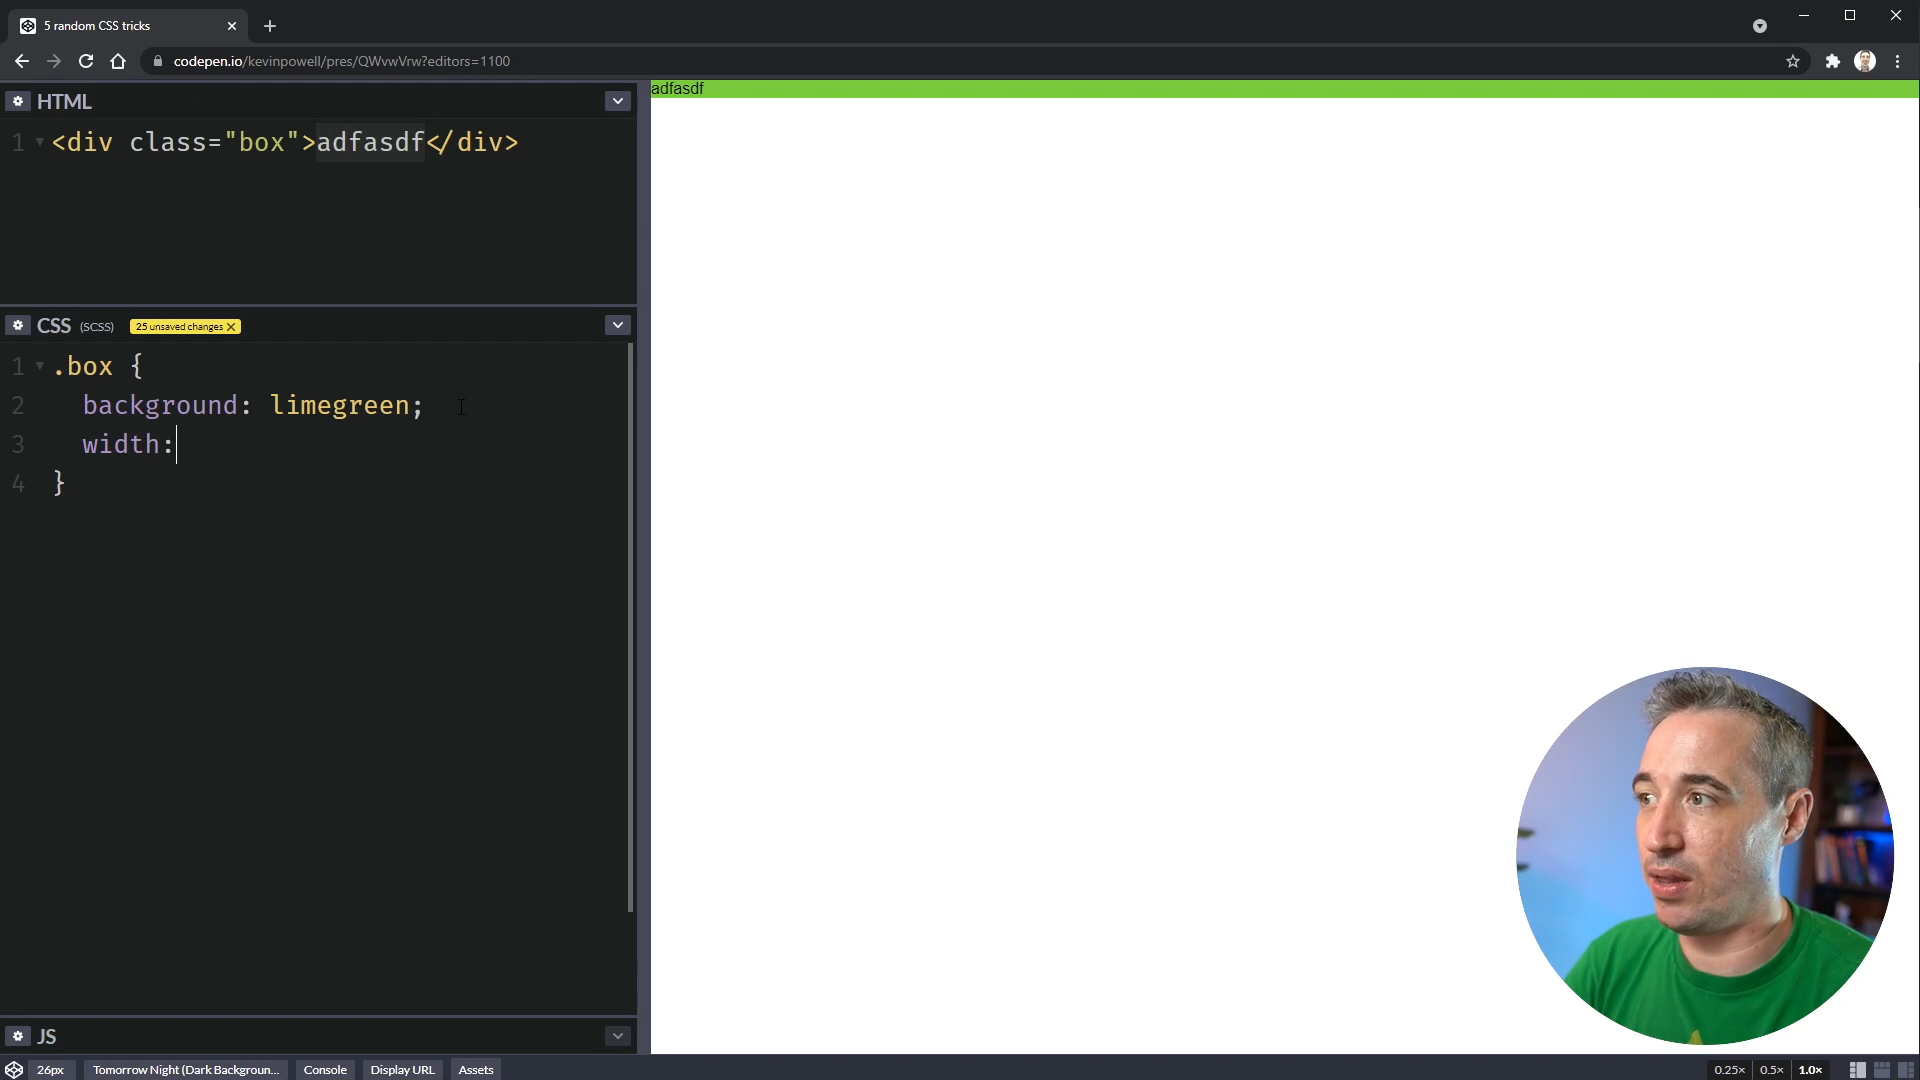 5 random CSS tricks
codepen.io/kevinpowell/pres/QWvwVrw?editors=1100
HTML
1 <div class="box">adfasdf</div>
CSS (SCSS) 25 unsaved changes
1 .box {
2 background: limegreen;
3 width:
4 }
JS
26px Tomorrow Night (Dark Backgroun... Console Display URL Assets
adfasdf
0.25× 0.5× 1.0×